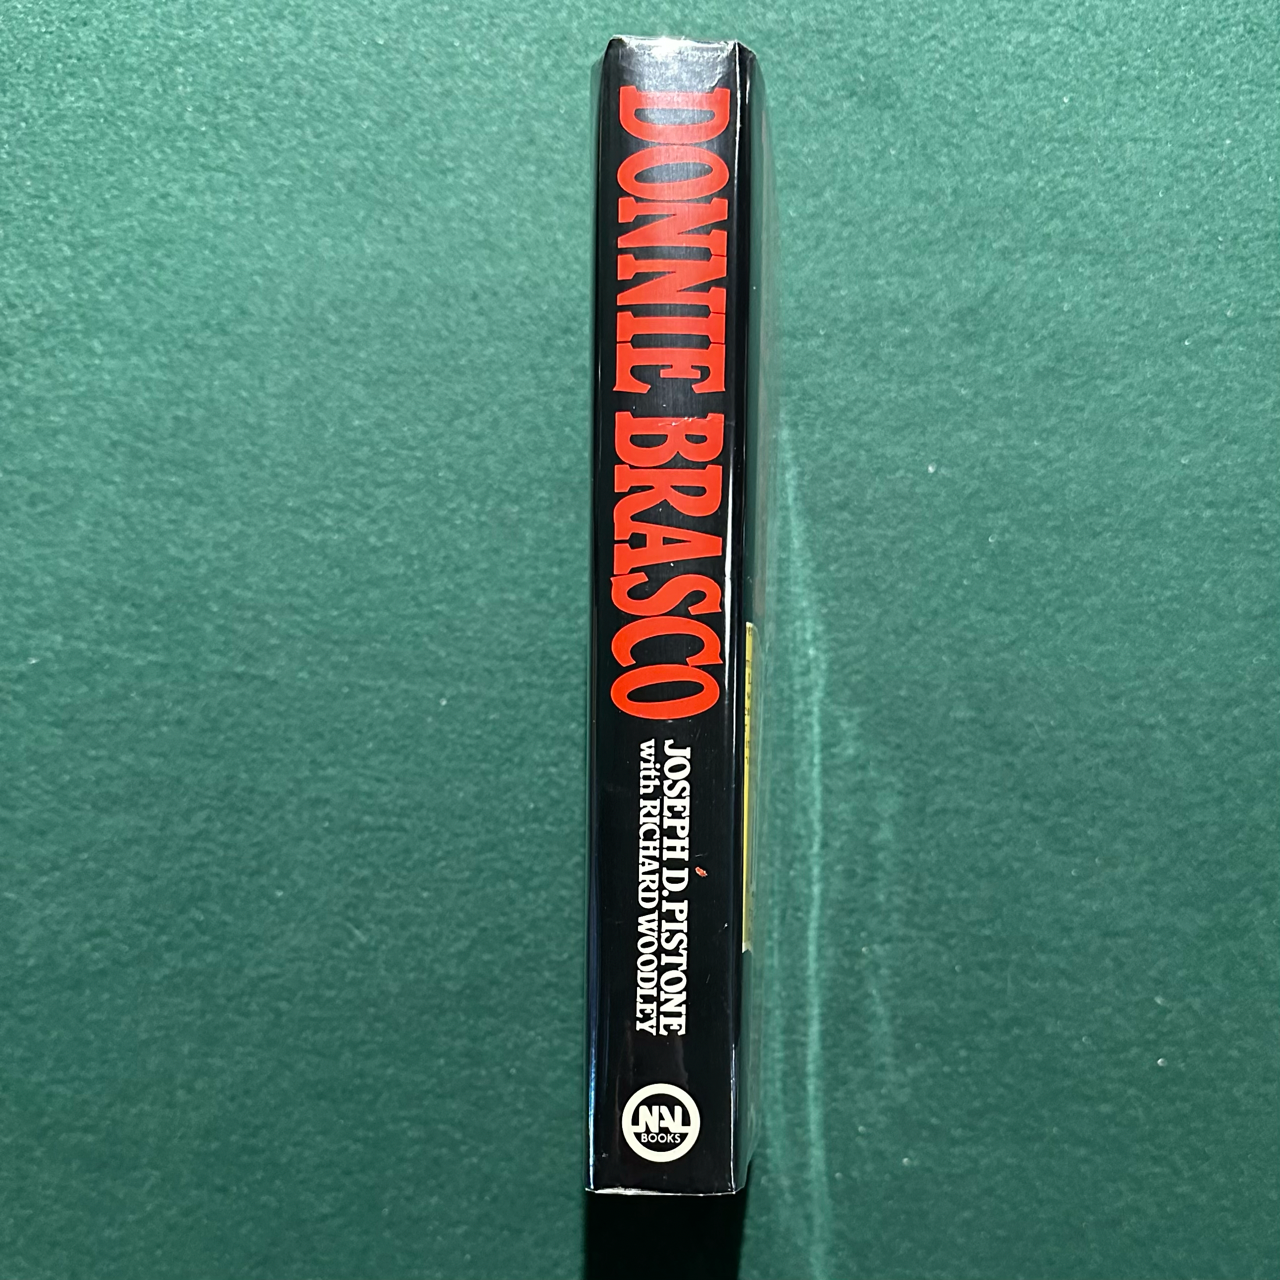 DONNIE BRASCO
JOSEPH D. PISTONE
with RICHARD WOODLEY
NAL
BOOKS